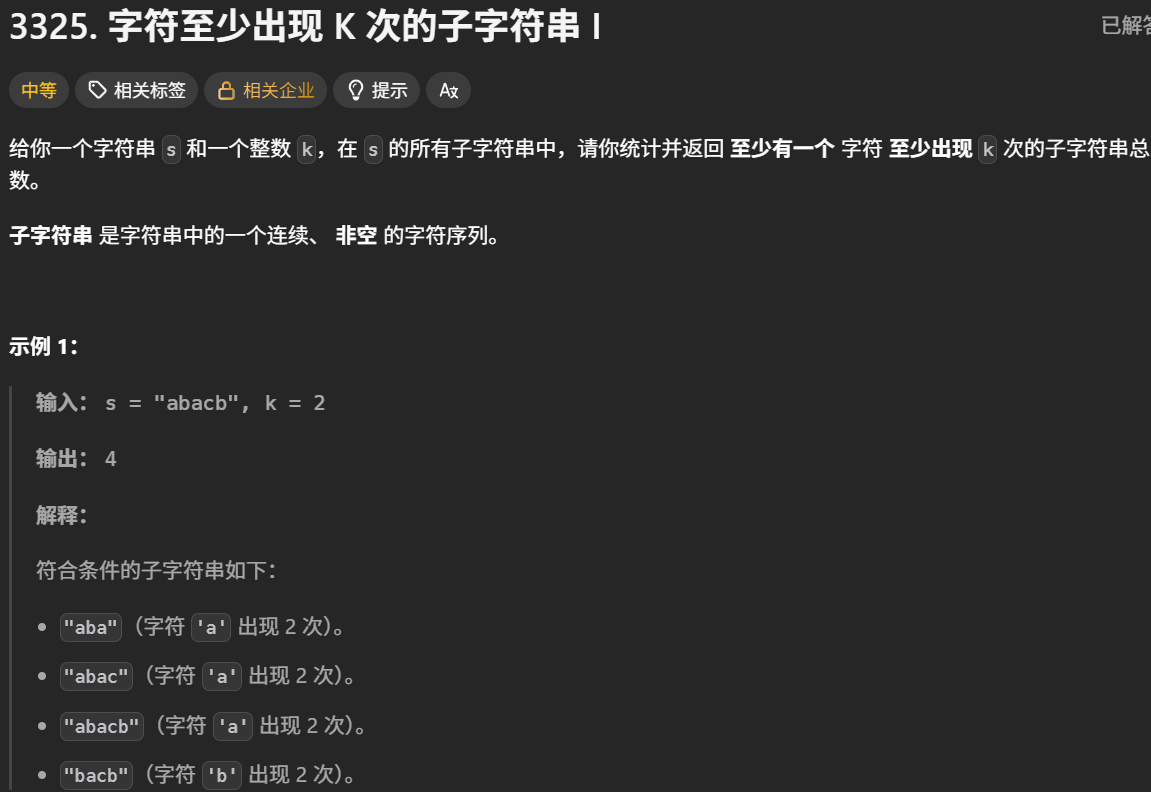 3325. 字符至少出现 K 次的子字符串 I
已解答
中等 相关标签 相关企业 提示
给你一个字符串 s 和一个整数 k，在 s 的所有子字符串中，请你统计并返回 至少有一个 字符 至少出现 k 次的子字符串总
数。
子字符串 是字符串中的一个连续、 非空 的字符序列。
示例 1：
输入： s = "abacb", k = 2
输出： 4
解释：
符合条件的子字符串如下：
"aba"（字符 'a' 出现 2 次）。
"abac"（字符 'a' 出现 2 次）。
"abacb"（字符 'a' 出现 2 次）。
"bacb"（字符 'b' 出现 2 次）。